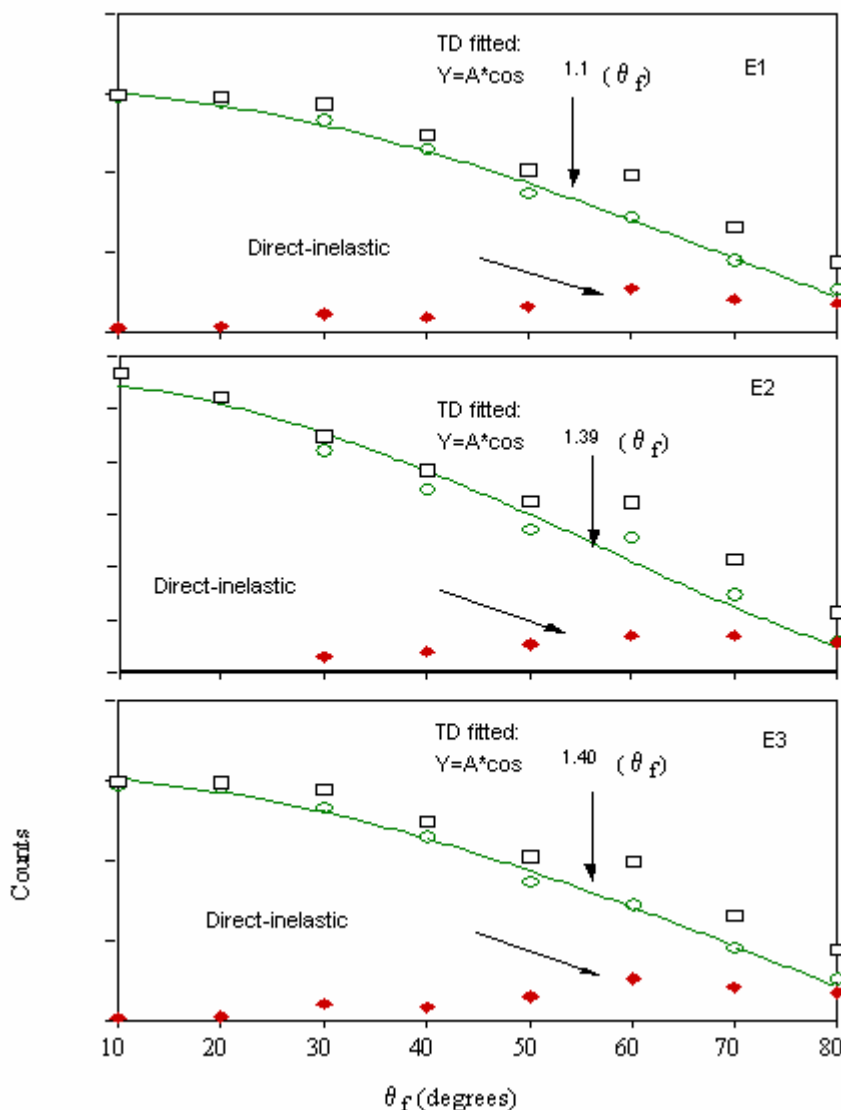 TD fitted:
Y=A*cos 1.1 (θf)
E1
Direct-inelastic
TD fitted:
Y=A*cos 1.39 (θf)
E2
Direct-inelastic
TD fitted:
Y=A*cos 1.40 (θf)
E3
Direct-inelastic
Counts
10 20 30 40 50 60 70 80
θf (degrees)